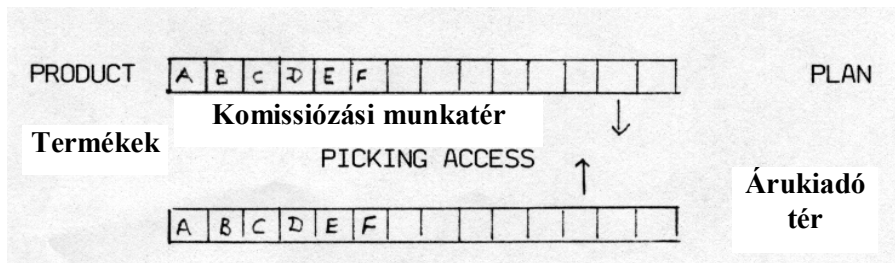 PRODUCT A B C D E F PLAN
Komissiózási munkatér
Termékek
PICKING ACCESS
Árukiadó
tér
A B C D E F